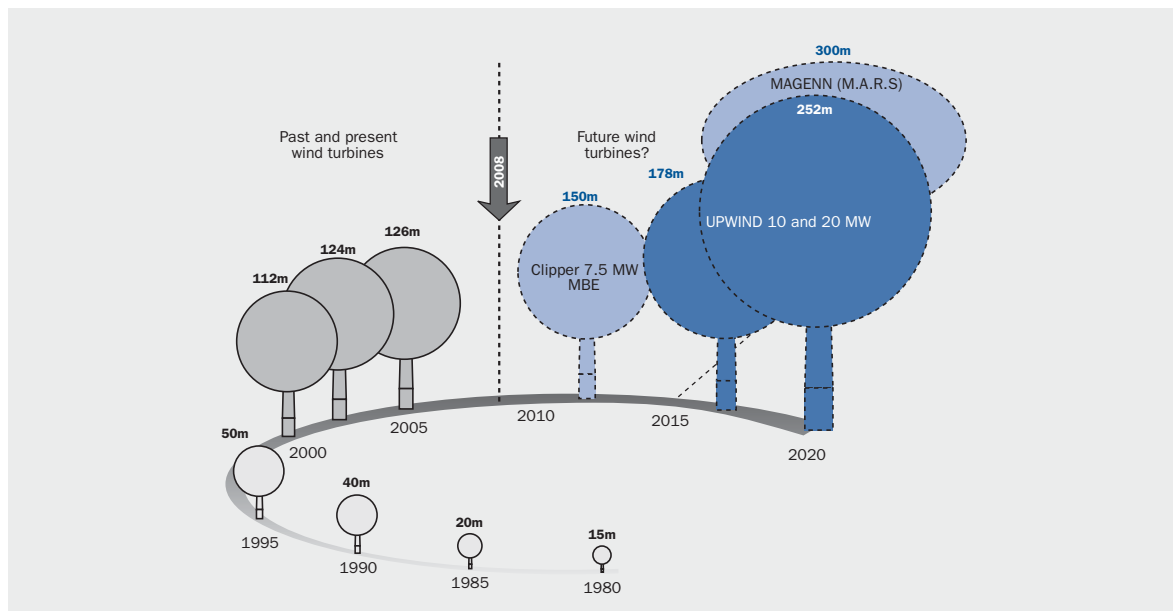 300m
MAGENN (M.A.R.S)
252m
Past and present
wind turbines
2008
Future wind
turbines?
178m
150m
UPWIND 10 and 20 MW
126m
124m
112m
Clipper 7.5 MW
MBE
2010
2015
2005
2000
2020
50m
40m
20m
15m
1995
1990
1985
1980